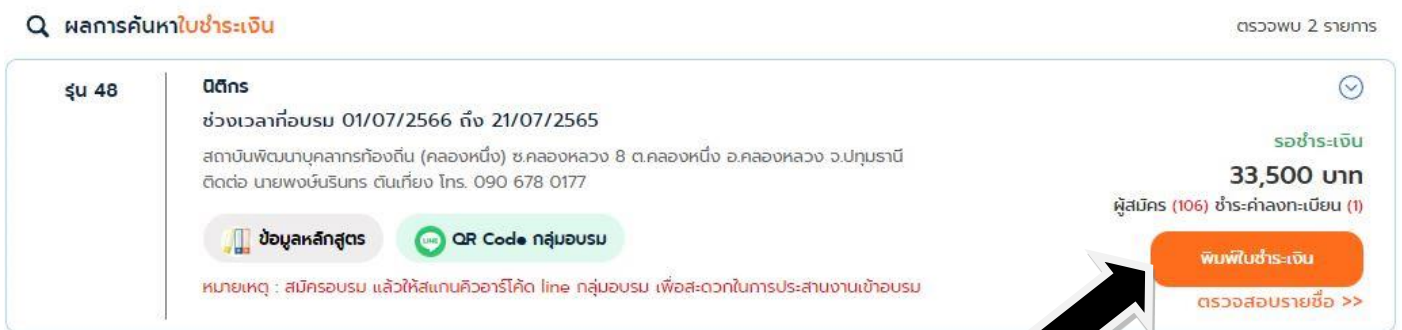 ผลการค้นหาใบชำระเงิน
ตรวจพบ 2 รายการ
รุ่น 48
นิติกร
ช่วงเวลาที่อบรม 01/07/2566 ถึง 21/07/2565
สถาบันพัฒนาบุคลากรท้องถิ่น (คลองหนึ่ง) ซ.คลองหลวง 8 ต.คลองหนึ่ง อ.คลองหลวง จ.ปทุมธานี
ติดต่อ นายพงษ์นรินทร ตันเที่ยง โทร. 090 678 0177
รอชำระเงิน
33,500 บาท
ผู้สมัคร (106) ชำระค่าลงทะเบียน (1)
ข้อมูลหลักสูตร
LINE
QR Code กลุ่มอบรม
พิมพ์ใบชำระเงิน
หมายเหตุ : สมัครอบรม แล้วให้สแกนคิวอาร์โค้ด line กลุ่มอบรม เพื่อสะดวกในการประสานงานเข้าอบรม
ตรวจสอบรายชื่อ >>